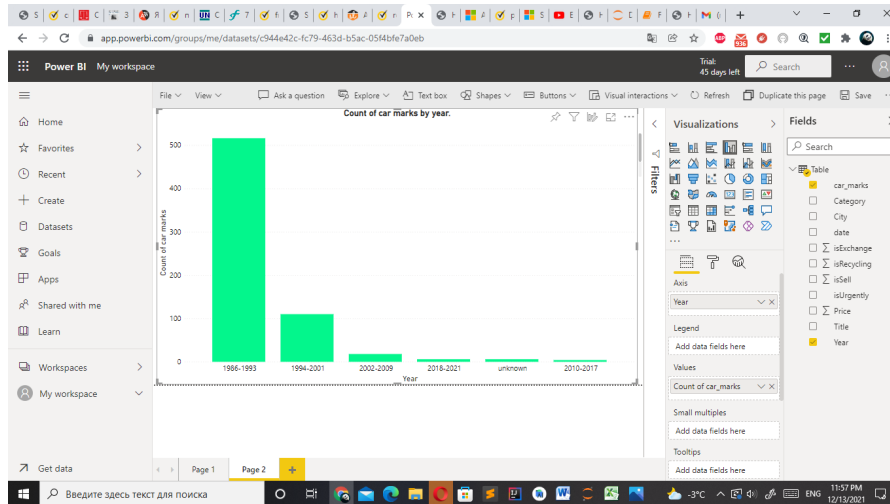 app.powerbi.com/groups/me/datasets/c944e42c-fc79-463d-b5ac-05f4bfe7a0eb
936
Power BI My workspace
Trial:
45 days left
Search
File View Ask a question Explore Text box Shapes Buttons Visual interactions Refresh Duplicate this page Save
Home
Favorites
Recent
Create
Datasets
Goals
Apps
Shared with me
Learn
Workspaces
My workspace
Get data
Count of car marks by year.
Count of car marks
500
400
300
200
100
0
1986-1993 1994-2001 2002-2009 2018-2021 unknown 2010-2017
Year
Page 1 Page 2
Filters
Visualizations
Axis
Year
Legend
Add data fields here
Values
Count of car_marks
Small multiples
Add data fields here
Tooltips
Add data fields here
Fields
Search
Table
car_marks
Category
City
date
isExchange
isRecycling
isSell
isUrgently
Price
Title
Year
Введите здесь текст для поиска
-3°C
ENG
11:57 PM
12/13/2021